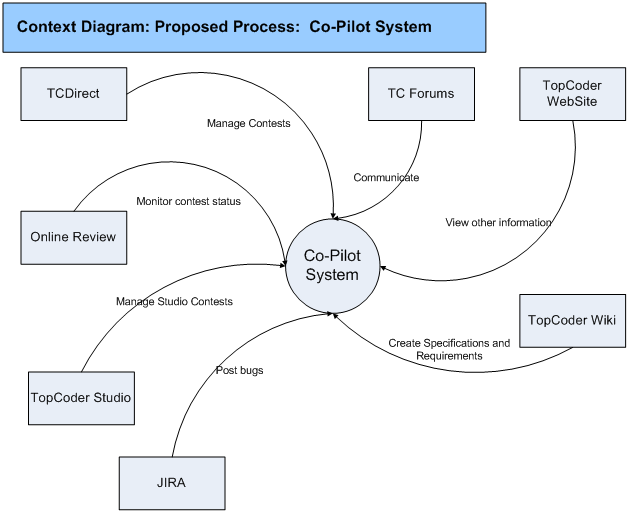 Context Diagram: Proposed Process:  Co-Pilot System
TCDirect
TC Forums
TopCoder
WebSite
Manage Contests
Communicate
Monitor contest status
Online Review
View other information
Co-Pilot
System
Manage Studio Contests
TopCoder Wiki
Create Specifications and
Requirements
Post bugs
TopCoder Studio
JIRA